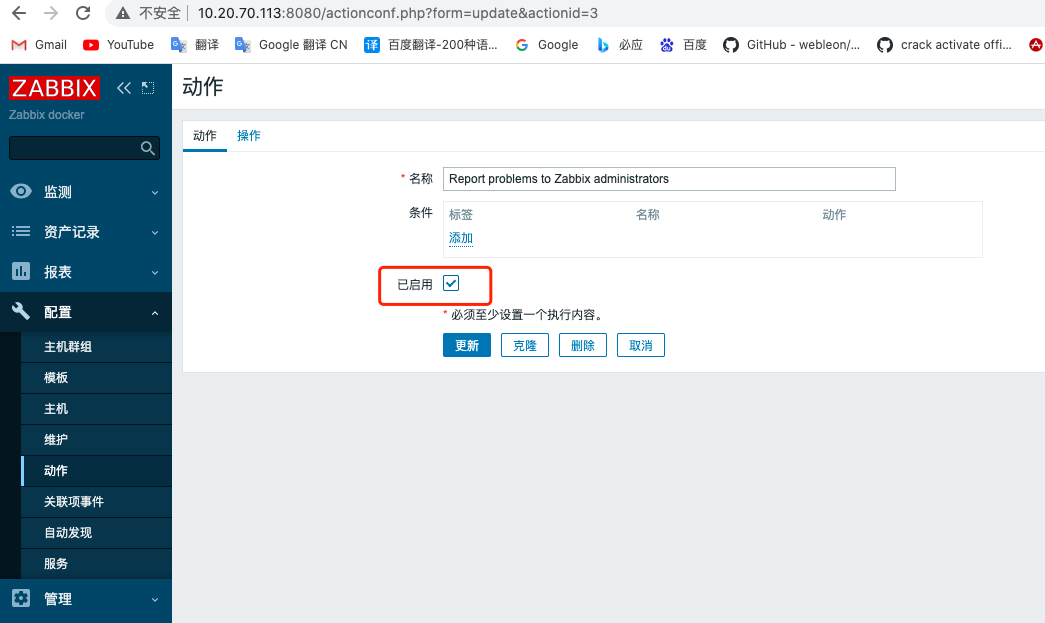 不安全 10.20.70.113:8080/actionconf.php?form=update&actionid=3
Gmail YouTube 翻译 Google 翻译 CN 译 百度翻译-200种语... Google 必应 百度 GitHub - webleon/... crack activate offi...
ZABBIX
Zabbix docker
监测
资产记录
报表
配置
主机群组
模板
主机
维护
动作
关联项事件
自动发现
服务
管理
动作
动作 操作
* 名称 Report problems to Zabbix administrators
条件 标签 名称 动作
添加
已启用
* 必须至少设置一个执行内容。
更新 克隆 删除 取消